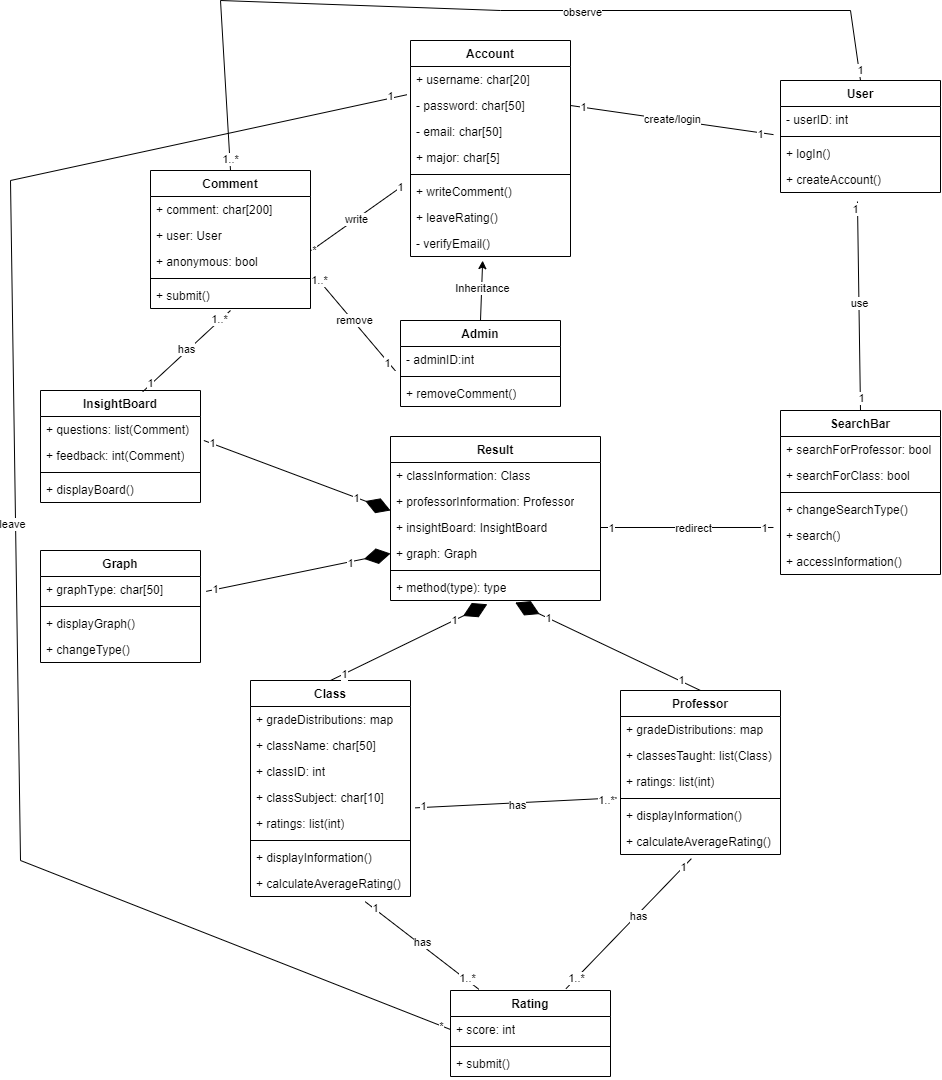 observe
1
1..*
Account
+ username: char[20]
- password: char[50]
- email: char[50]
+ major: char[5]
+ writeComment()
+ leaveRating()
- verifyEmail()
1
create/login
1
User
- userID: int
+ logIn()
+ createAccount()
1
leave
*
Comment
+ comment: char[200]
+ user: User
+ anonymous: bool
+ submit()
1
write
*
1..*
remove
1
Inheritance
Admin
- adminID:int
+ removeComment()
1..*
has
1
1
use
1
InsightBoard
+ questions: list(Comment)
+ feedback: int(Comment)
+ displayBoard()
1
1
Result
+ classInformation: Class
+ professorInformation: Professor
+ insightBoard: InsightBoard
+ graph: Graph
+ method(type): type
1
redirect
1
SearchBar
+ searchForProfessor: bool
+ searchForClass: bool
+ changeSearchType()
+ search()
+ accessInformation()
Graph
+ graphType: char[50]
+ displayGraph()
+ changeType()
1
1
1
1
1
1
Class
+ gradeDistributions: map
+ className: char[50]
+ classID: int
+ classSubject: char[10]
+ ratings: list(int)
+ displayInformation()
+ calculateAverageRating()
1
has
1..*
Professor
+ gradeDistributions: map
+ classesTaught: list(Class)
+ ratings: list(int)
+ displayInformation()
+ calculateAverageRating()
1
has
1..*
1
has
1..*
Rating
+ score: int
+ submit()